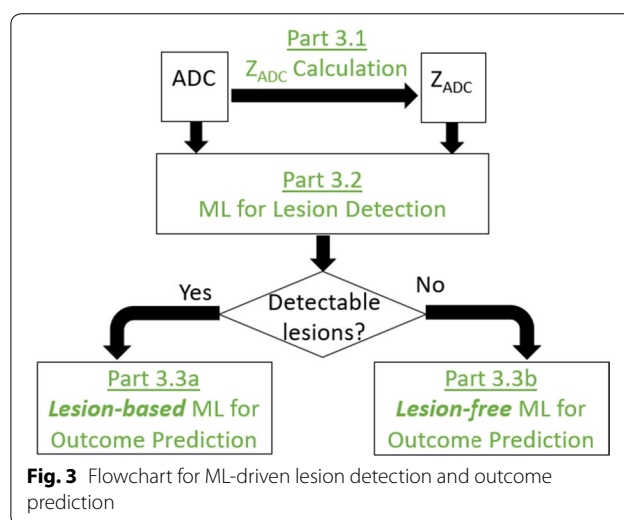 Part 3.1
Z_ADC Calculation
ADC
Z_ADC
Part 3.2
ML for Lesion Detection
Detectable
lesions?
Yes
No
Part 3.3a
Lesion-based ML for
Outcome Prediction
Part 3.3b
Lesion-free ML for
Outcome Prediction
Fig. 3 Flowchart for ML-driven lesion detection and outcome
prediction